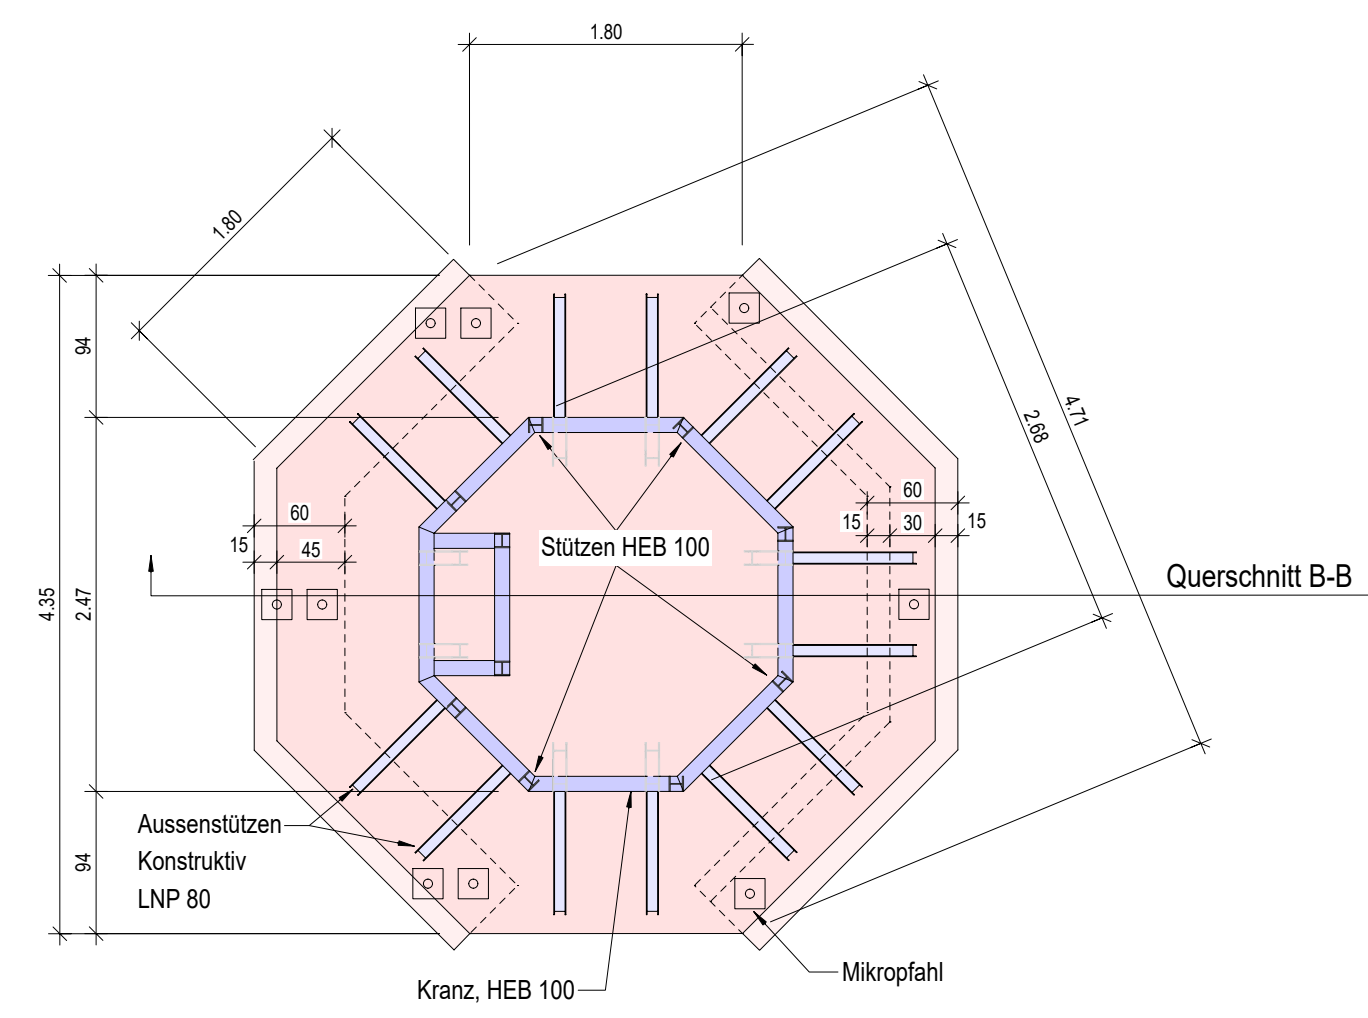 1.80
1.80
94
4.71
2.68
60
15
30
15
60
15
45
Stützen HEB 100
Querschnitt B-B
4.35
2.47
94
Aussenstützen
Konstruktiv
LNP 80
Mikropfahl
Kranz, HEB 100